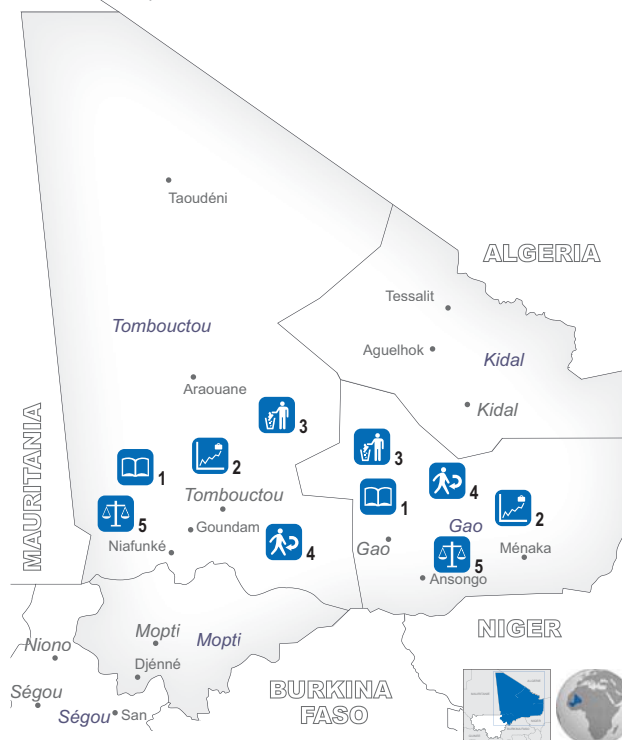 Taoudéni
ALGERIA
Tessalit
Tombouctou
Aguelhok
Kidal
Araouane
Kidal
MAURITANIA
3
3
1
2
4
1
2
Tombouctou
5
Gao
Goundam
Gao
Niafunké
4
5
Ménaka
Ansongo
NIGER
Mopti
Niono
Mopti
Djénné
BURKINA
FASO
Ségou
Ségou
San